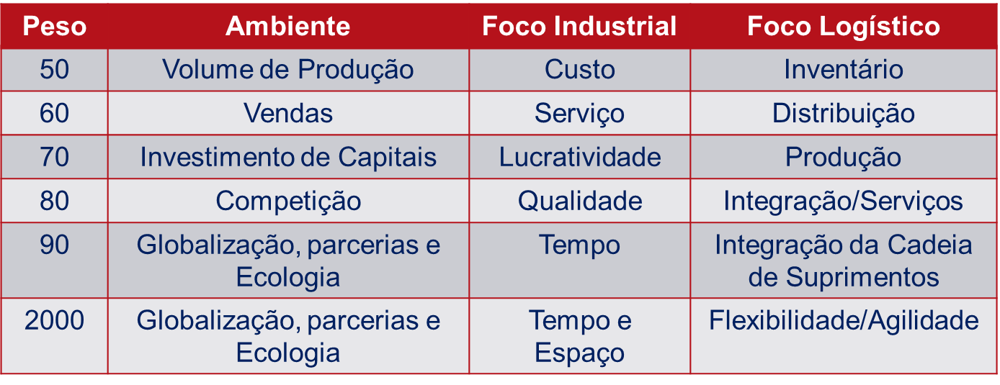 Peso Ambiente Foco Industrial Foco Logístico
50 Volume de Produção Custo Inventário
60 Vendas Serviço Distribuição
70 Investimento de Capitais Lucratividade Produção
80 Competição Qualidade Integração/Serviços
90 Globalização, parcerias e Ecologia Tempo Integração da Cadeia de Suprimentos
2000 Globalização, parcerias e Ecologia Tempo e Espaço Flexibilidade/Agilidade